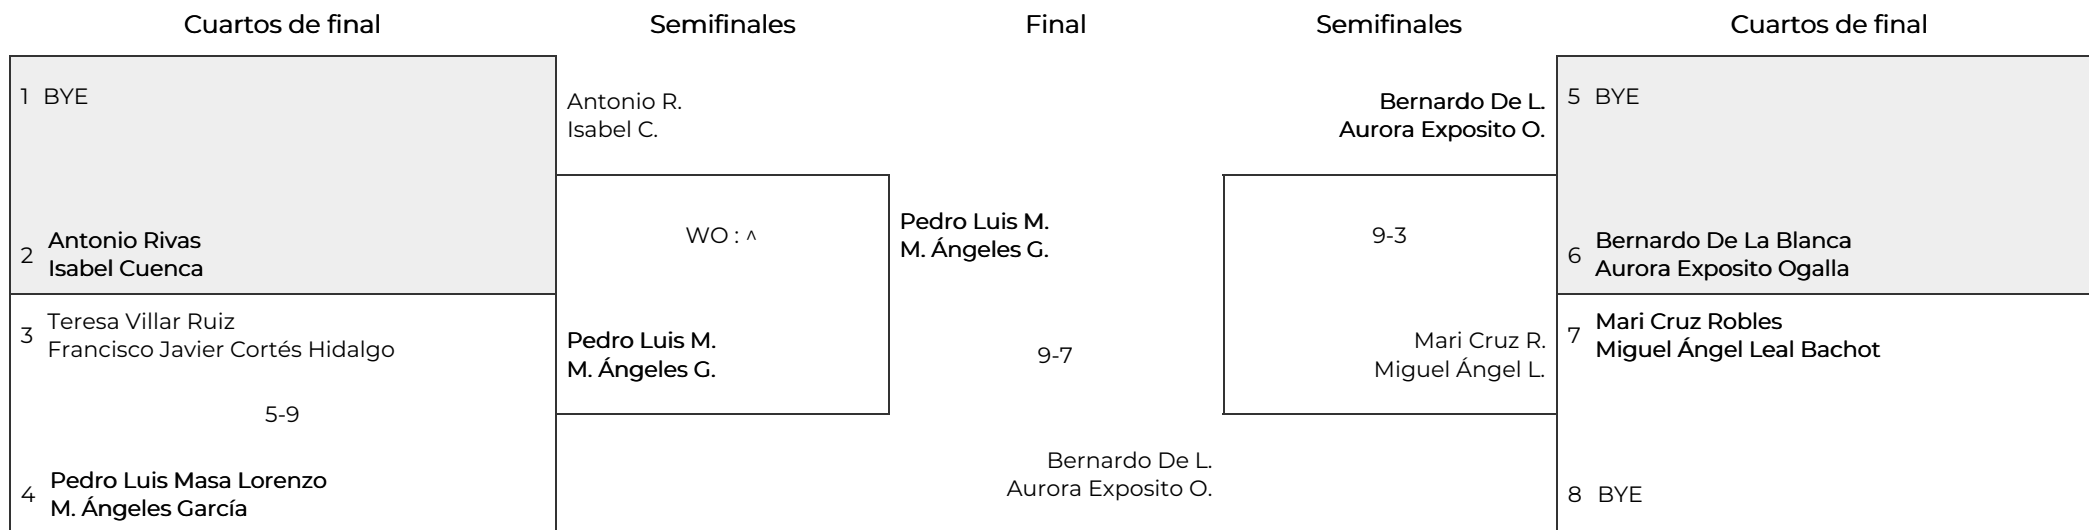 Cuartos de final
Semifinales
Final
Semifinales
Cuartos de final
1 BYE
2 Antonio Rivas
Isabel Cuenca
3 Teresa Villar Ruiz
Francisco Javier Cortés Hidalgo
5-9
4 Pedro Luis Masa Lorenzo
M. Ángeles García
Antonio R.
Isabel C.
WO : ^
Pedro Luis M.
M. Ángeles G.
Pedro Luis M.
M. Ángeles G.
9-7
Bernardo De L.
Aurora Exposito O.
Bernardo De L.
Aurora Exposito O.
9-3
Mari Cruz R.
Miguel Ángel L.
5 BYE
6 Bernardo De La Blanca
Aurora Exposito Ogalla
7 Mari Cruz Robles
Miguel Ángel Leal Bachot
8 BYE